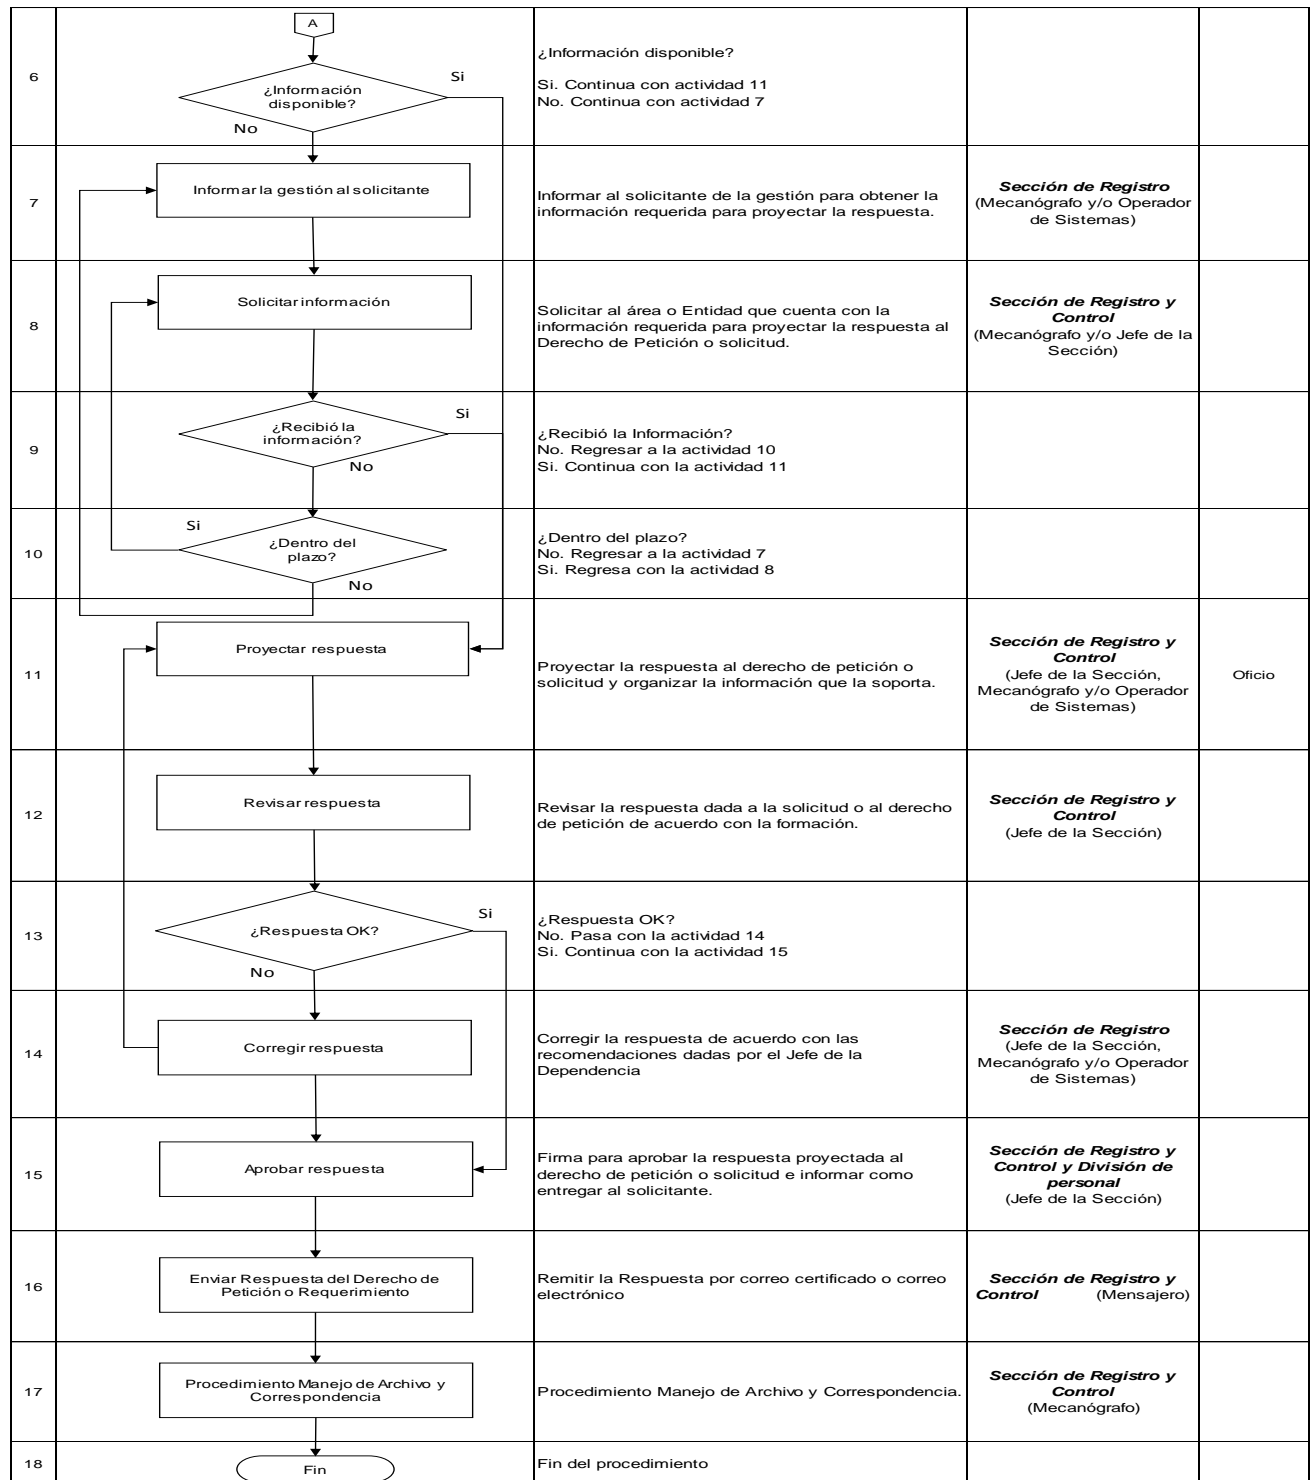 A
6
¿Información
disponible?
Si
No
¿Información disponible?
Si. Continua con actividad 11
No. Continua con actividad 7
7
Informar la gestión al solicitante
Informar al solicitante de la gestión para obtener la
información requerida para proyectar la respuesta.
Sección de Registro
(Mecanógrafo y/o Operador
de Sistemas)
8
Solicitar información
Solicitar al área o Entidad que cuenta con la
información requerida para proyectar la respuesta al
Derecho de Petición o solicitud.
Sección de Registro y
Control
(Mecanógrafo y/o Jefe de la
Sección)
9
¿Recibió la
información?
Si
No
¿Recibió la Información?
No. Regresar a la actividad 10
Si. Continua con la actividad 11
10
Si
¿Dentro del
plazo?
No
¿Dentro del plazo?
No. Regresar a la actividad 7
Si. Regresa con la actividad 8
11
Proyectar respuesta
Proyectar la respuesta al derecho de petición o
solicitud y organizar la información que la soporta.
Sección de Registro y
Control
(Jefe de la Sección,
Mecanógrafo y/o Operador
de Sistemas)
Oficio
12
Revisar respuesta
Revisar la respuesta dada a la solicitud o al derecho
de petición de acuerdo con la formación.
Sección de Registro y
Control
(Jefe de la Sección)
13
¿Respuesta OK?
Si
No
¿Respuesta OK?
No. Pasa con la actividad 14
Si. Continua con la actividad 15
14
Corregir respuesta
Corregir la respuesta de acuerdo con las
recomendaciones dadas por el Jefe de la
Dependencia
Sección de Registro
(Jefe de la Sección,
Mecanógrafo y/o Operador
de Sistemas)
15
Aprobar respuesta
Firma para aprobar la respuesta proyectada al
derecho de petición o solicitud e informar como
entregar al solicitante.
Sección de Registro y
Control y División de
personal
(Jefe de la Sección)
16
Enviar Respuesta del Derecho de
Petición o Requerimiento
Remitir la Respuesta por correo certificado o correo
electrónico
Sección de Registro y
Control (Mensajero)
17
Procedimiento Manejo de Archivo y
Correspondencia
Procedimiento Manejo de Archivo y Correspondencia.
Sección de Registro y
Control
(Mecanógrafo)
18
Fin
Fin del procedimiento